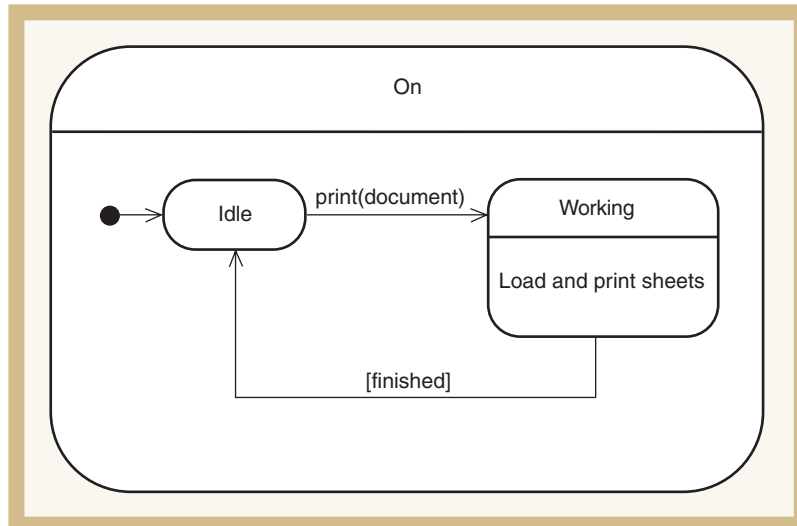 On
Idle
print(document)
Working
Load and print sheets
[finished]